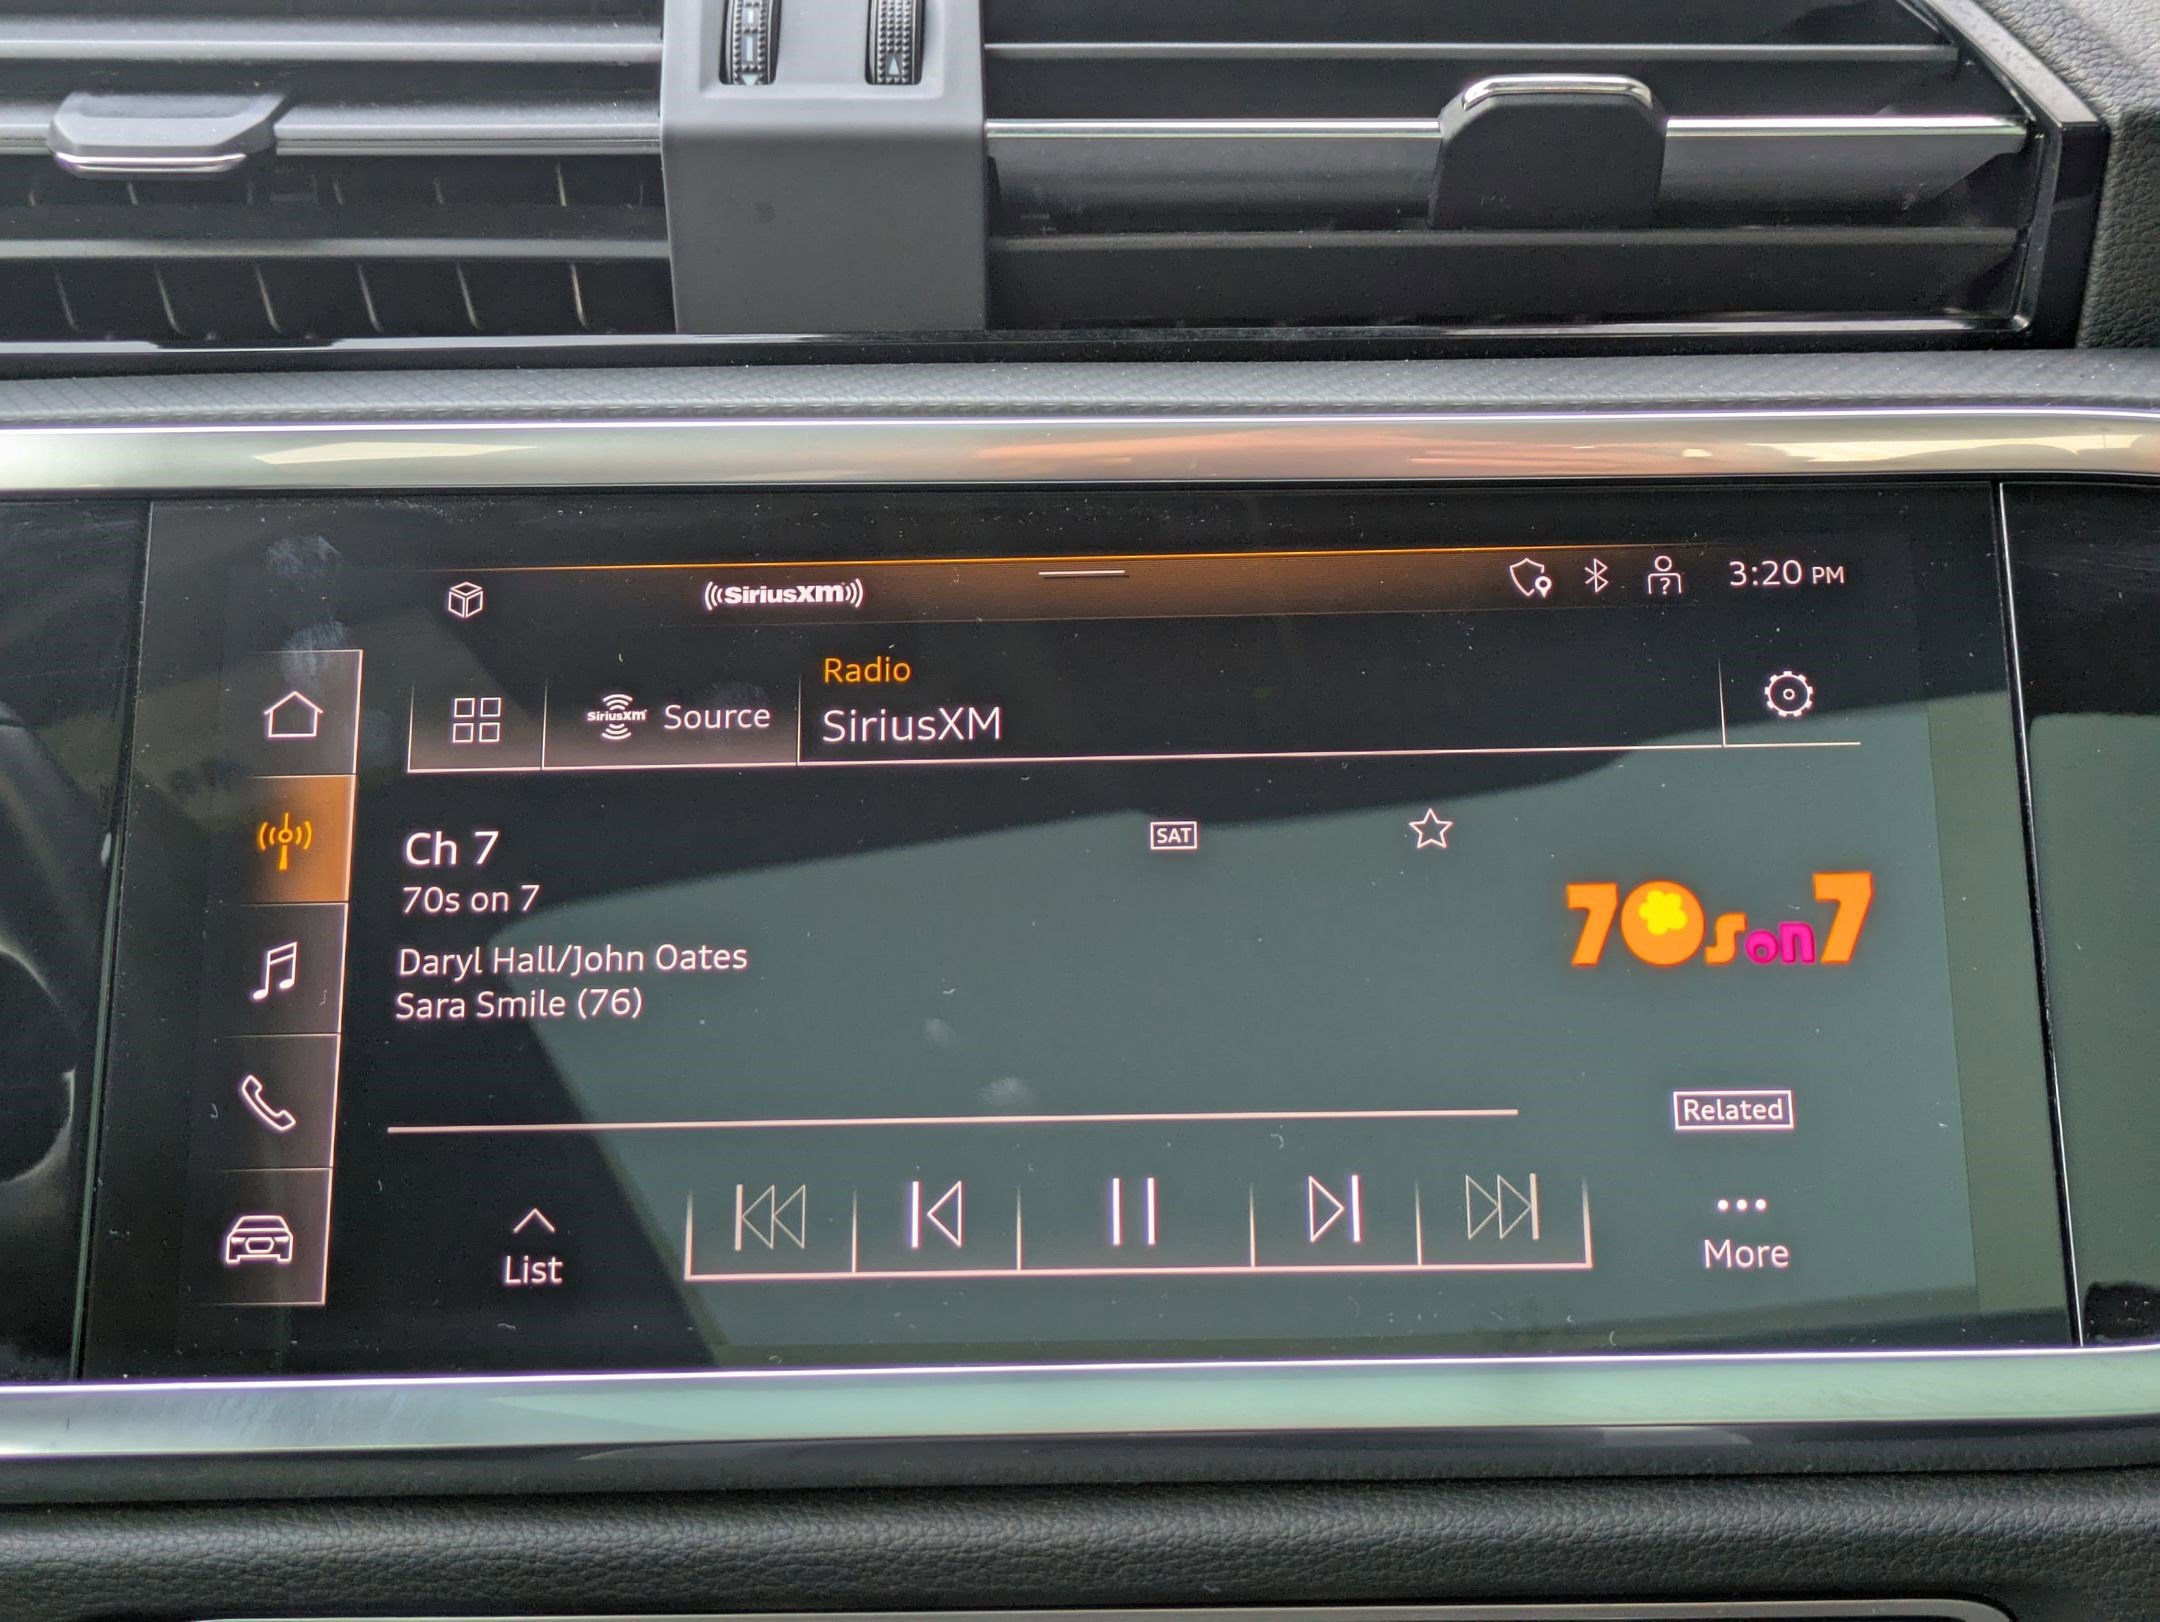 SiriusXM
3:20 PM
Radio
SiriusXM
Source
SiriusXM
Ch 7
SAT
70s on 7
70s on 7
Daryl Hall/John Oates
Sara Smile (76)
Related
List
More